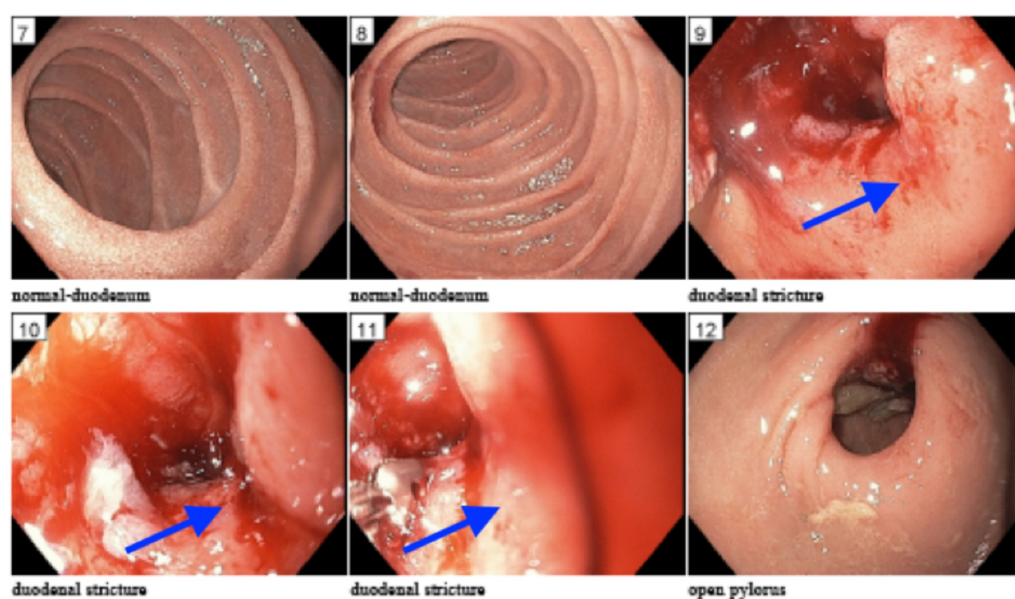 7
8
9
normal-duodenum
normal-duodenum
duodenal stricture
10
11
12
duodenal stricture
duodenal stricture
open pylorus